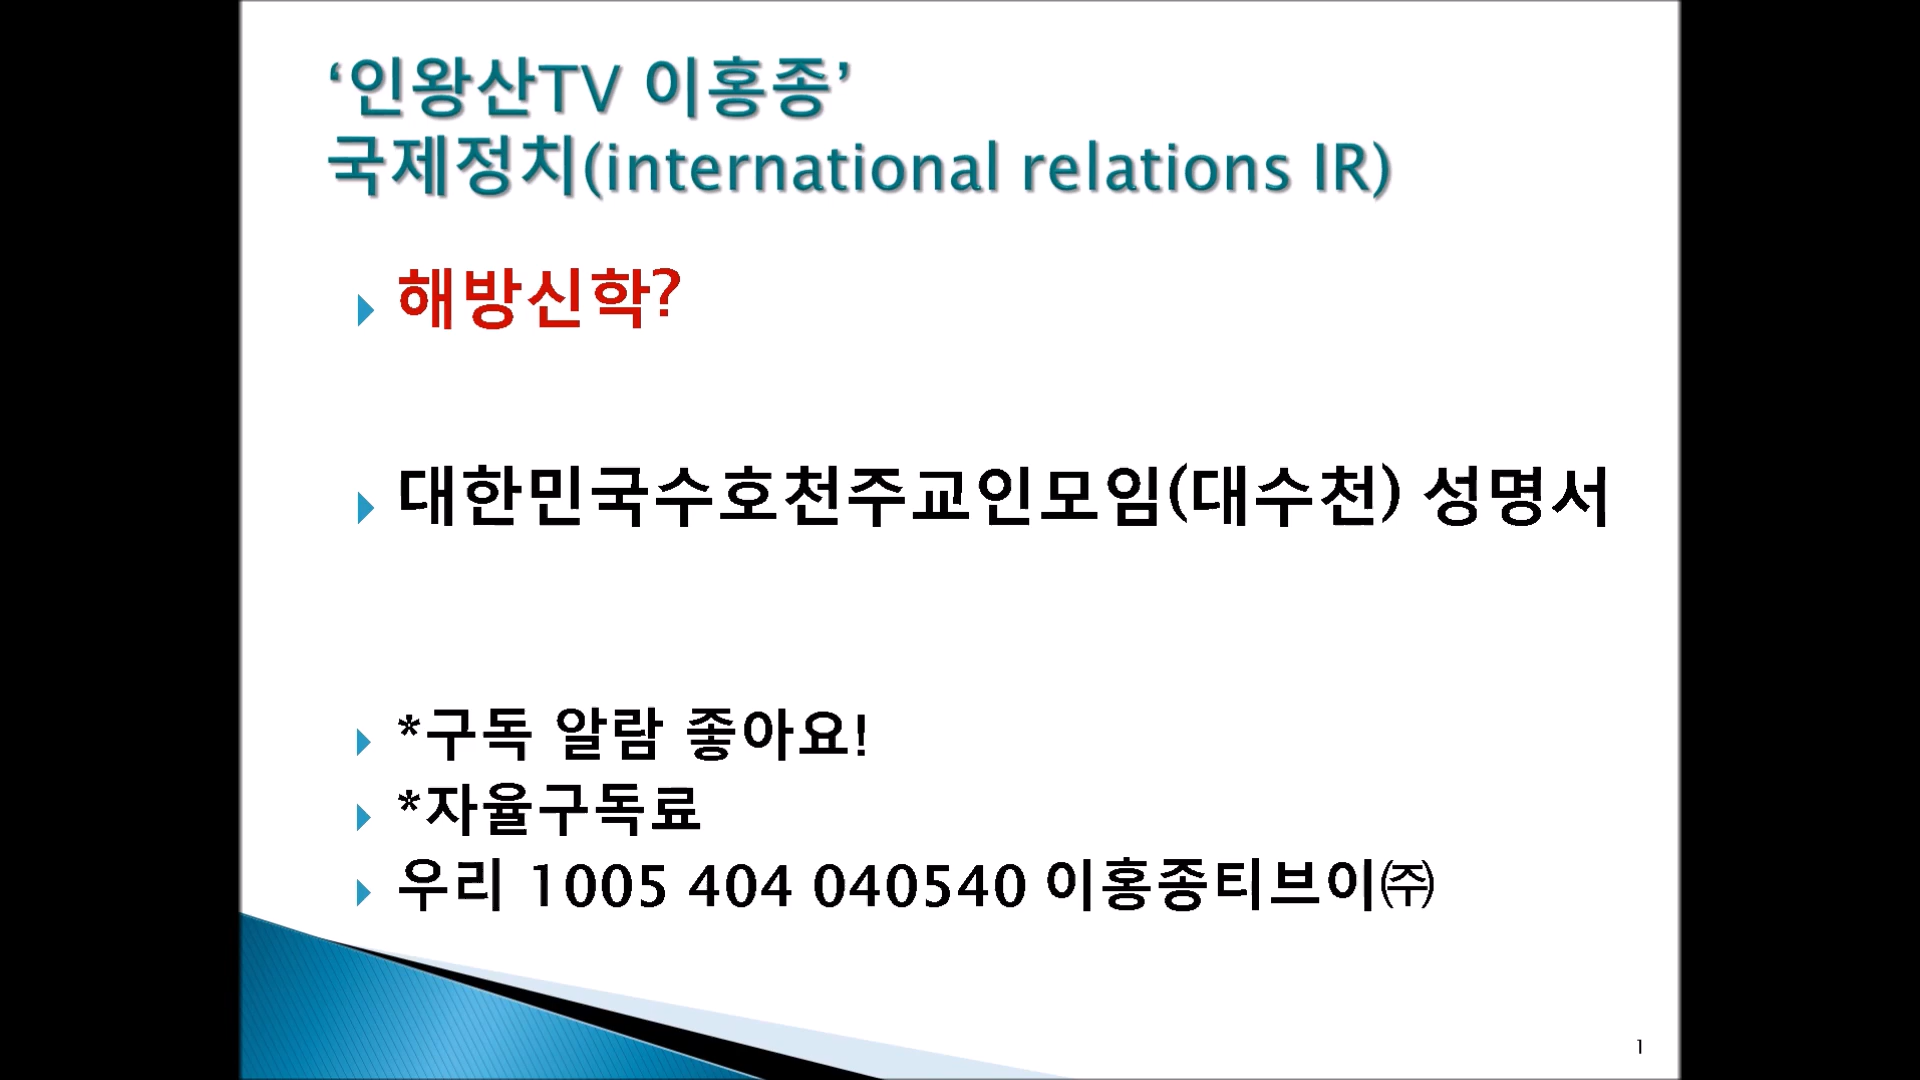 ‘인왕산TV 이홍종’
국제정치(international relations IR)
해방신학?
대한민국수호천주교인모임(대수천) 성명서
*구독 알람 좋아요!
*자율구독료
우리 1005 404 040540 이홍종티브이㈜
1